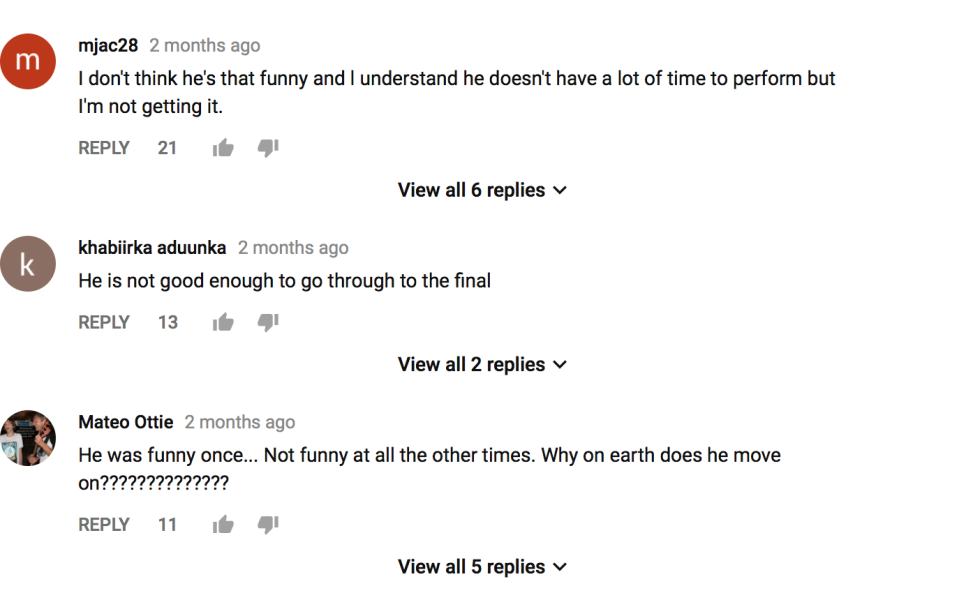 m
mjac28 2 months ago
I don't think he's that funny and I understand he doesn't have a lot of time to perform but
I'm not getting it.
REPLY 21
View all 6 replies
k
khabiirka aduunka 2 months ago
He is not good enough to go through to the final
REPLY 13
View all 2 replies
Mateo Ottie 2 months ago
He was funny once... Not funny at all the other times. Why on earth does he move
on??????????????
REPLY 11
View all 5 replies